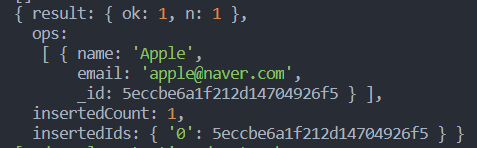 []
{ result: { ok: 1, n: 1 },
ops:
[ { name: 'Apple',
email: 'apple@naver.com',
_id: 5eccbe6a1f212d14704926f5 } ],
insertedCount: 1,
insertedIds: { '0': 5eccbe6a1f212d14704926f5 } }